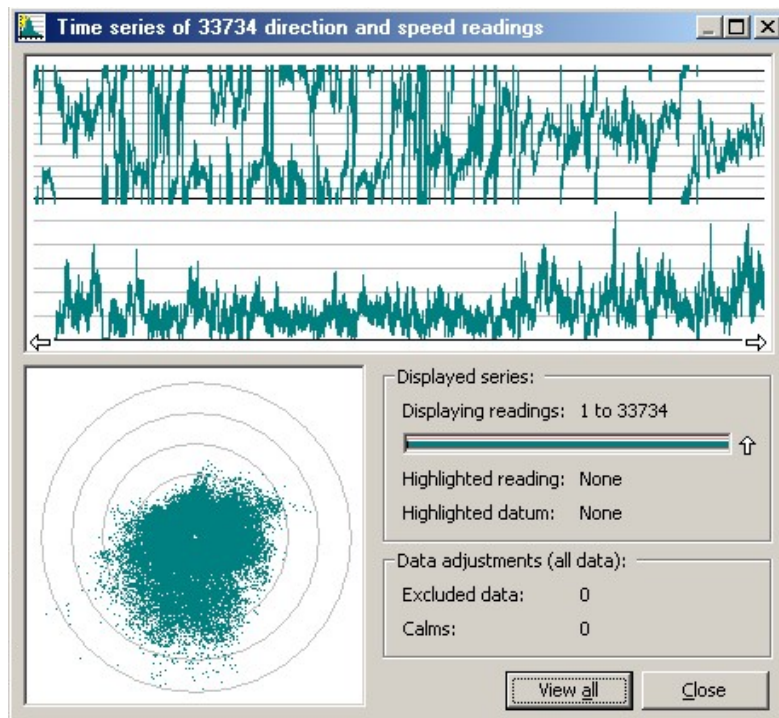 Time series of 33734 direction and speed readings
Displayed series:
Displaying readings: 1 to 33734
Highlighted reading: None
Highlighted datum: None
Data adjustments (all data):
Excluded data: 0
Calms: 0
View all Close